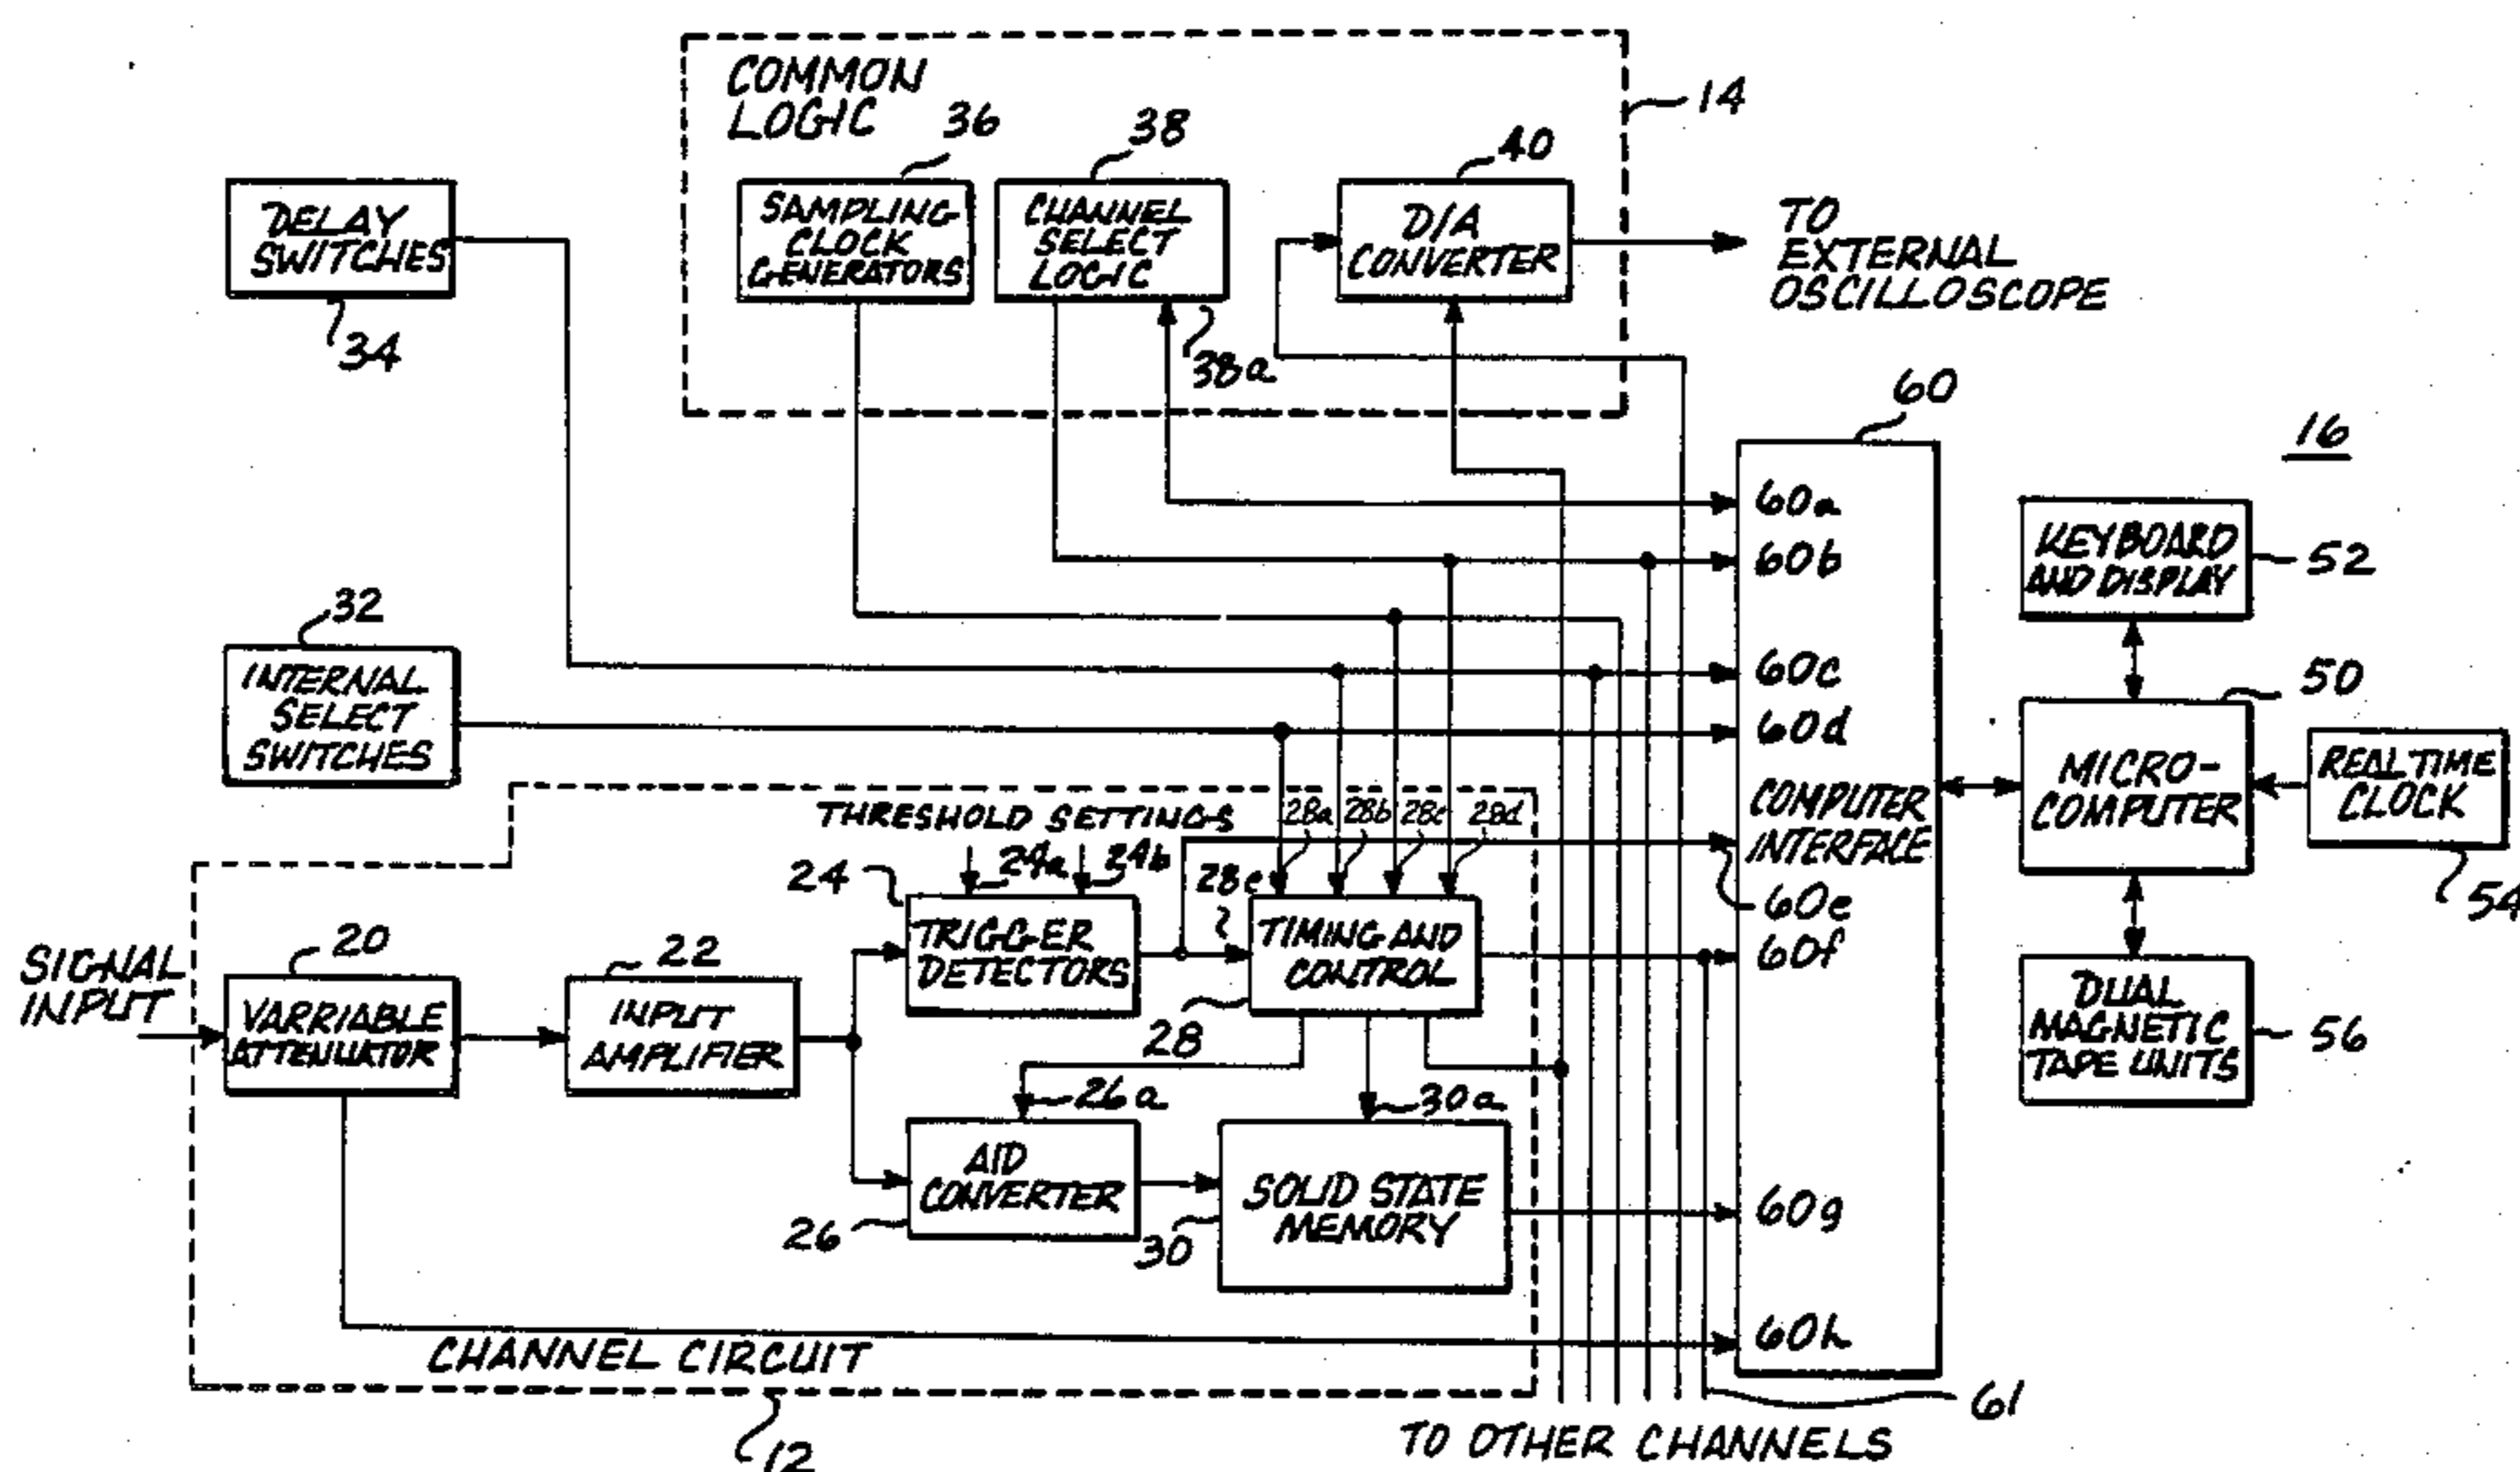 COMMON
LOGIC
14
36
38
40
DELAY
SWITCHES
34
SAMPLING
CLOCK
GENERATORS
CHANNEL
SELECT
LOGIC
38a
D/A
CONVERTER
TO
EXTERNAL
OSCILLOSCOPE
60
16
60a
60b
60c
60d
COMPUTER
INTERFACE
60e
60f
60g
60h
KEYBOARD
AND DISPLAY
52
50
MICRO-
COMPUTER
REAL TIME
CLOCK
54
DUAL
MAGNETIC
TAPE UNITS
56
32
INTERNAL
SELECT
SWITCHES
THRESHOLD SETTINGS
28a
28b
28c
28d
24
24a
24b
28e
TRIGGER
DETECTORS
TIMING AND
CONTROL
28
SIGNAL
INPUT
20
VARRIABLE
ATTENUATOR
22
INPUT
AMPLIFIER
26a
30a
A/D
CONVERTER
26
SOLID STATE
MEMORY
30
CHANNEL CIRCUIT
12
61
TO OTHER CHANNELS